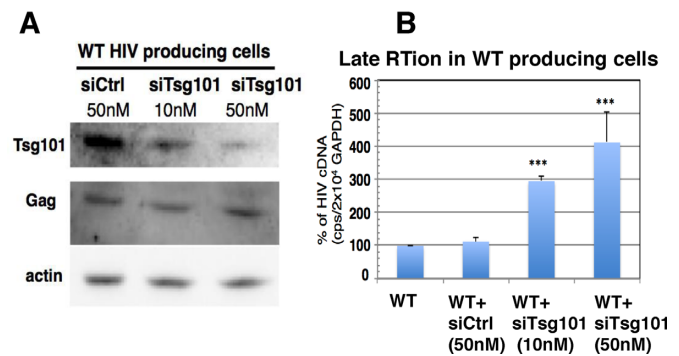 A
WT HIV producing cells
siCtrl siTsg101 siTsg101
50nM 10nM 50nM
Tsg101
Gag
actin
B
Late RTion in WT producing cells
% of HIV cDNA
(cps/2x10⁴ GAPDH)
600
500
400
300
200
100
0
***
***
WT WT+ WT+ WT+
siCtrl siTsg101 siTsg101
(50nM) (10nM) (50nM)